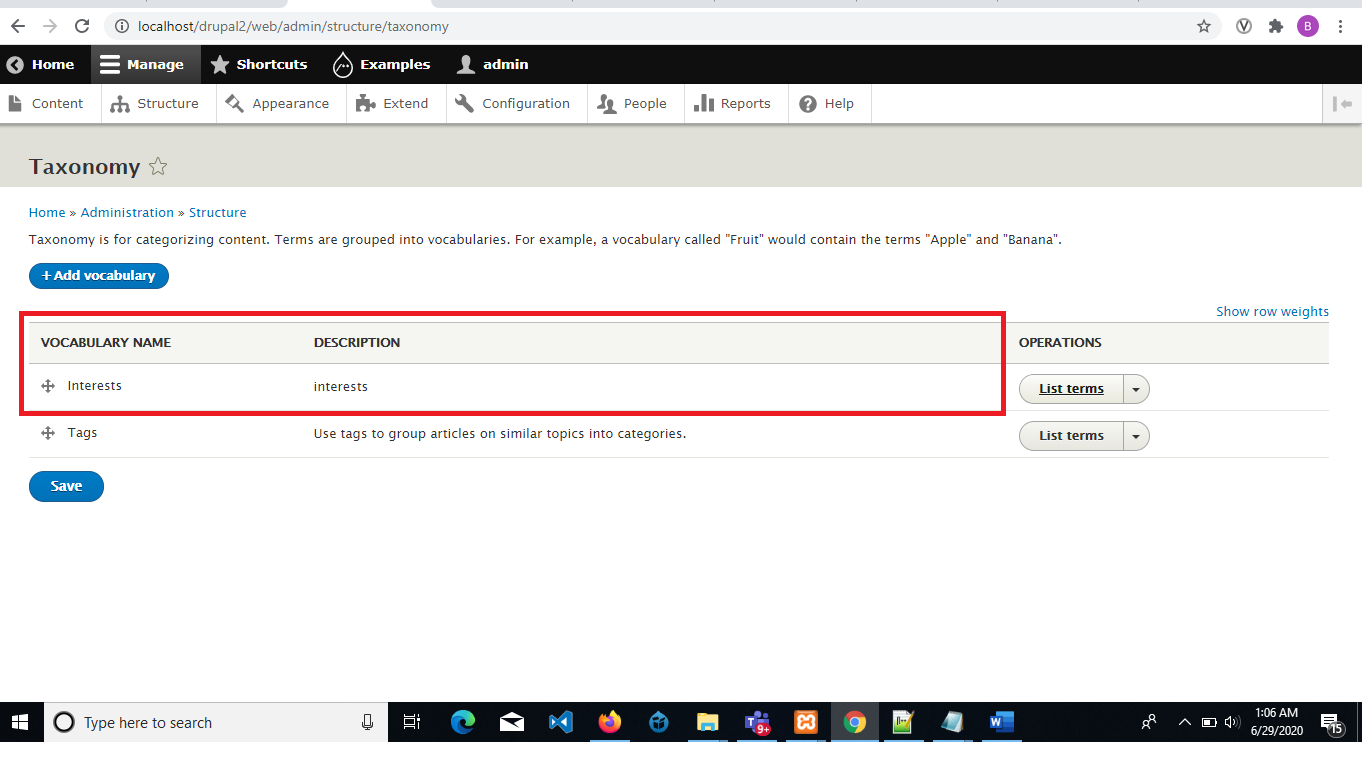 localhost/drupal2/web/admin/structure/taxonomy
B
Home Manage Shortcuts Examples admin
Content Structure Appearance Extend Configuration People Reports Help
Taxonomy
Home » Administration » Structure
Taxonomy is for categorizing content. Terms are grouped into vocabularies. For example, a vocabulary called "Fruit" would contain the terms "Apple" and "Banana".
+ Add vocabulary
Show row weights
VOCABULARY NAME DESCRIPTION OPERATIONS
Interests interests List terms
Tags Use tags to group articles on similar topics into categories. List terms
Save
Type here to search
9+
1:06 AM
6/29/2020
15